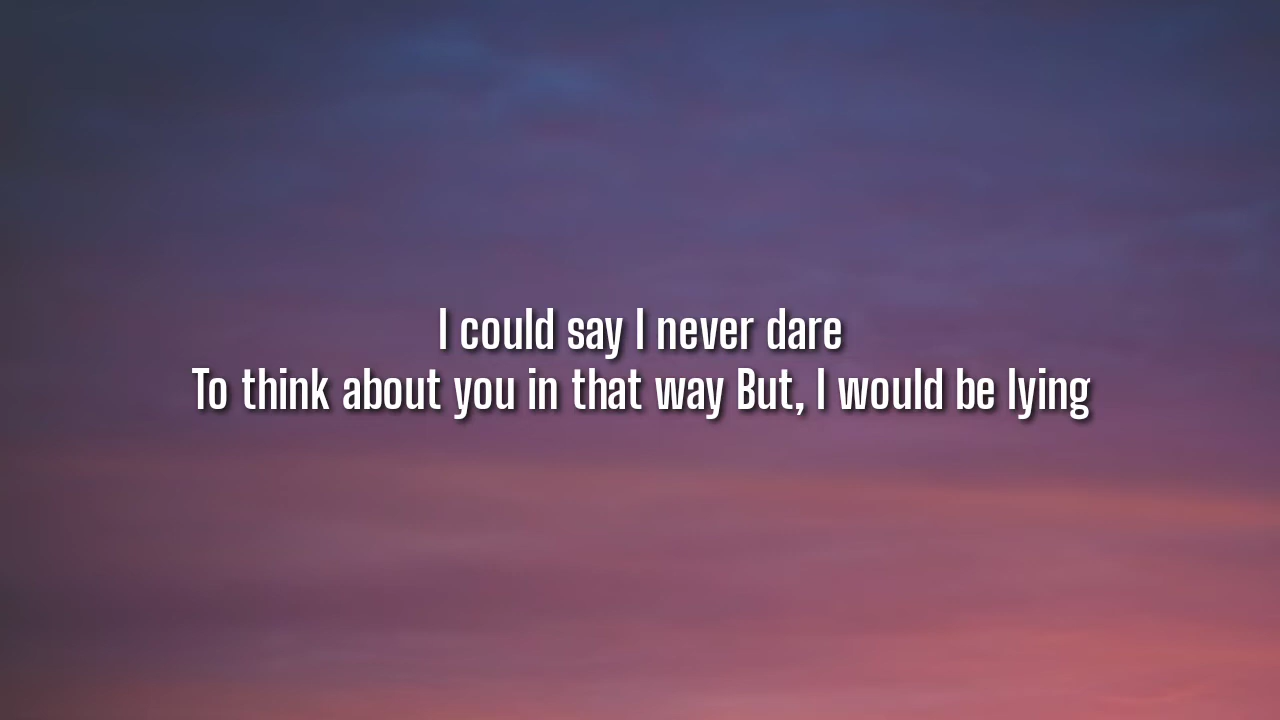 I could say I never dare
To think about you in that way But, I would be lying